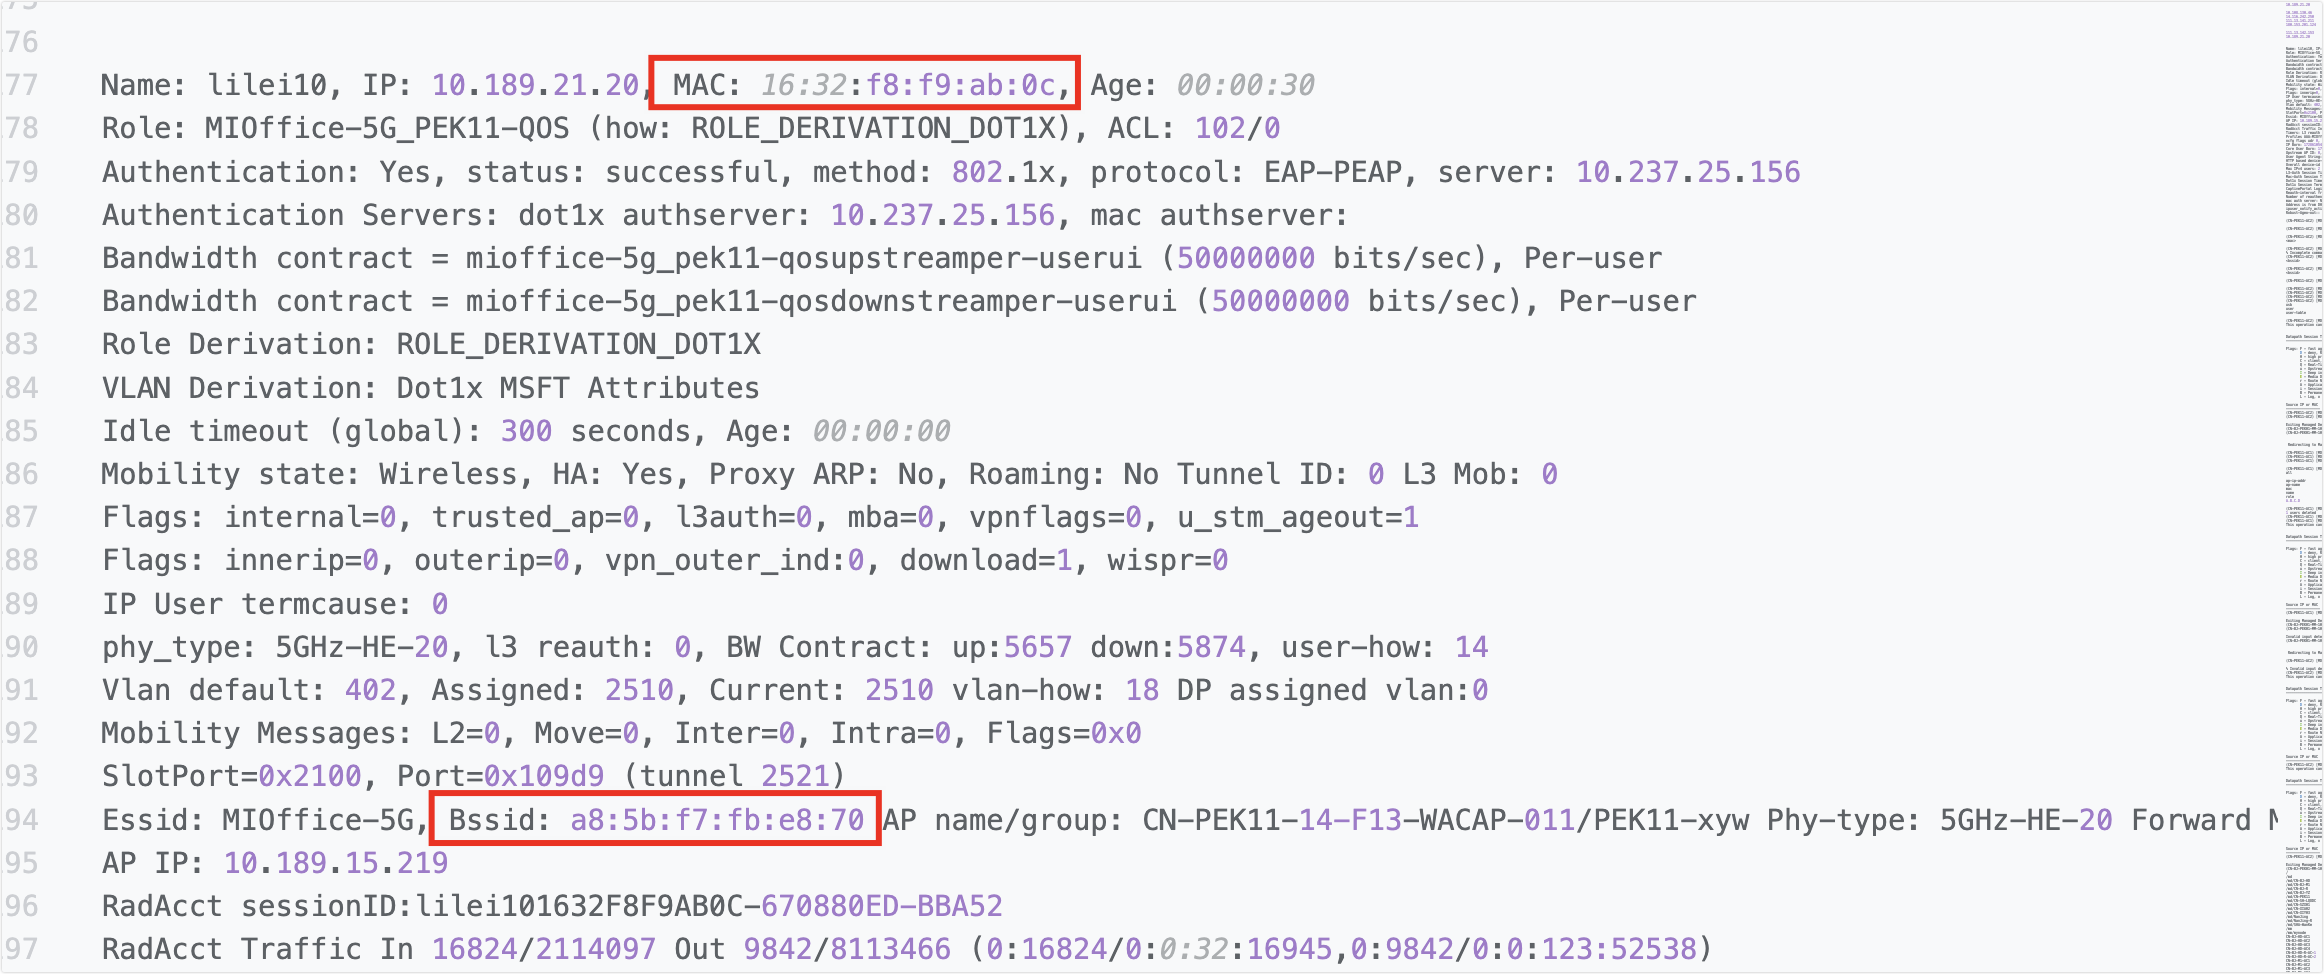 76
77 Name: lilei10, IP: 10.189.21.20, MAC: 16:32:f8:f9:ab:0c, Age: 00:00:30
78 Role: MIOffice-5G_PEK11-QOS (how: ROLE_DERIVATION_DOT1X), ACL: 102/0
79 Authentication: Yes, status: successful, method: 802.1x, protocol: EAP-PEAP, server: 10.237.25.156
80 Authentication Servers: dot1x authserver: 10.237.25.156, mac authserver:
81 Bandwidth contract = mioffice-5g_pek11-qosupstreamper-userui (50000000 bits/sec), Per-user
82 Bandwidth contract = mioffice-5g_pek11-qosdownstreamper-userui (50000000 bits/sec), Per-user
83 Role Derivation: ROLE_DERIVATION_DOT1X
84 VLAN Derivation: Dot1x MSFT Attributes
85 Idle timeout (global): 300 seconds, Age: 00:00:00
86 Mobility state: Wireless, HA: Yes, Proxy ARP: No, Roaming: No Tunnel ID: 0 L3 Mob: 0
87 Flags: internal=0, trusted_ap=0, l3auth=0, mba=0, vpnflags=0, u_stm_ageout=1
88 Flags: innerip=0, outerip=0, vpn_outer_ind:0, download=1, wispr=0
89 IP User termcause: 0
90 phy_type: 5GHz-HE-20, l3 reauth: 0, BW Contract: up:5657 down:5874, user-how: 14
91 Vlan default: 402, Assigned: 2510, Current: 2510 vlan-how: 18 DP assigned vlan:0
92 Mobility Messages: L2=0, Move=0, Inter=0, Intra=0, Flags=0x0
93 SlotPort=0x2100, Port=0x109d9 (tunnel 2521)
94 Essid: MIOffice-5G, Bssid: a8:5b:f7:fb:e8:70 AP name/group: CN-PEK11-14-F13-WACAP-011/PEK11-xyw Phy-type: 5GHz-HE-20 Forward
95 AP IP: 10.189.15.219
96 RadAcct sessionID:lilei101632F8F9AB0C-670880ED-BBA52
97 RadAcct Traffic In 16824/2114097 Out 9842/8113466 (0:16824/0:0:32:16945,0:9842/0:0:123:52538)